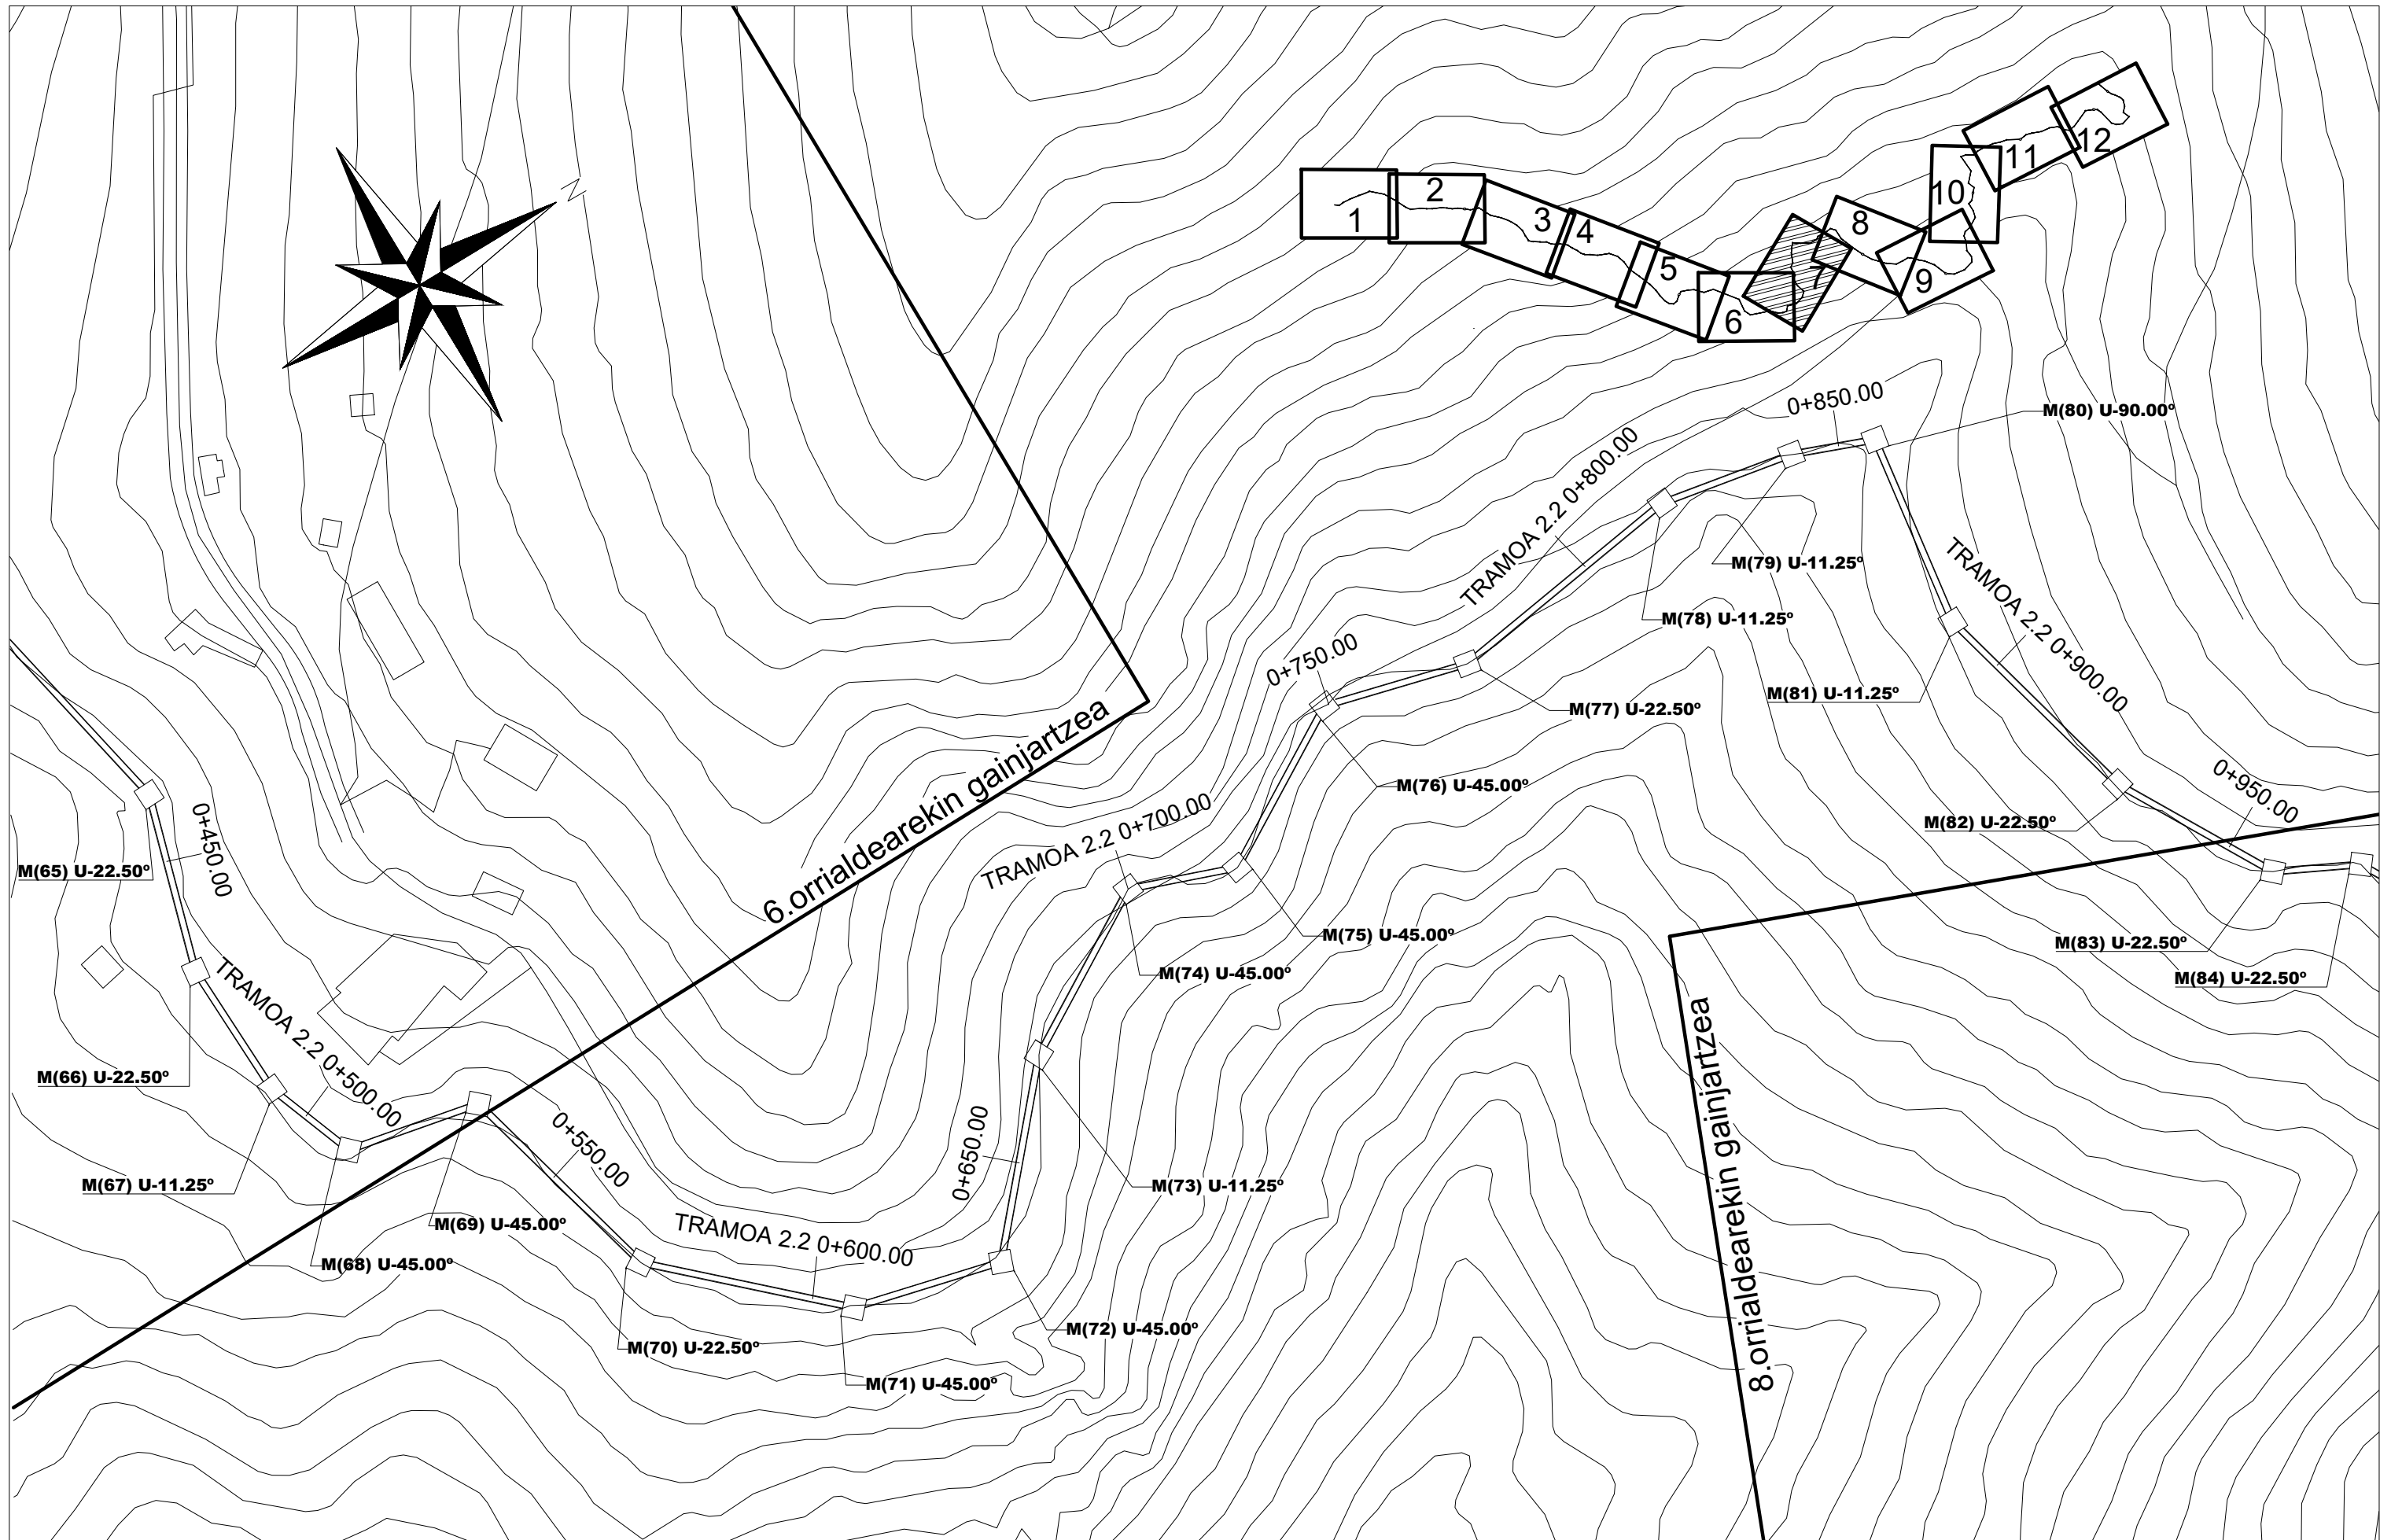 N
1
2
3
4
5
6
7
8
9
10
11
12
0+850.00
M(80) U-90.00º
TRAMOA 2.2 0+800.00
M(79) U-11.25º
M(78) U-11.25º
TRAMOA 2.2 0+900.00
0+750.00
M(81) U-11.25º
M(77) U-22.50º
6.orrialdearekin gainjartzea
M(76) U-45.00º
0+950.00
M(82) U-22.50º
TRAMOA 2.2 0+700.00
0+450.00
M(65) U-22.50º
M(75) U-45.00º
M(83) U-22.50º
M(74) U-45.00º
M(84) U-22.50º
TRAMOA 2.2 0+500.00
M(66) U-22.50º
0+550.00
0+650.00
8.orrialdearekin gainjartzea
M(67) U-11.25º
M(73) U-11.25º
M(69) U-45.00º
TRAMOA 2.2 0+600.00
M(68) U-45.00º
M(72) U-45.00º
M(70) U-22.50º
M(71) U-45.00º